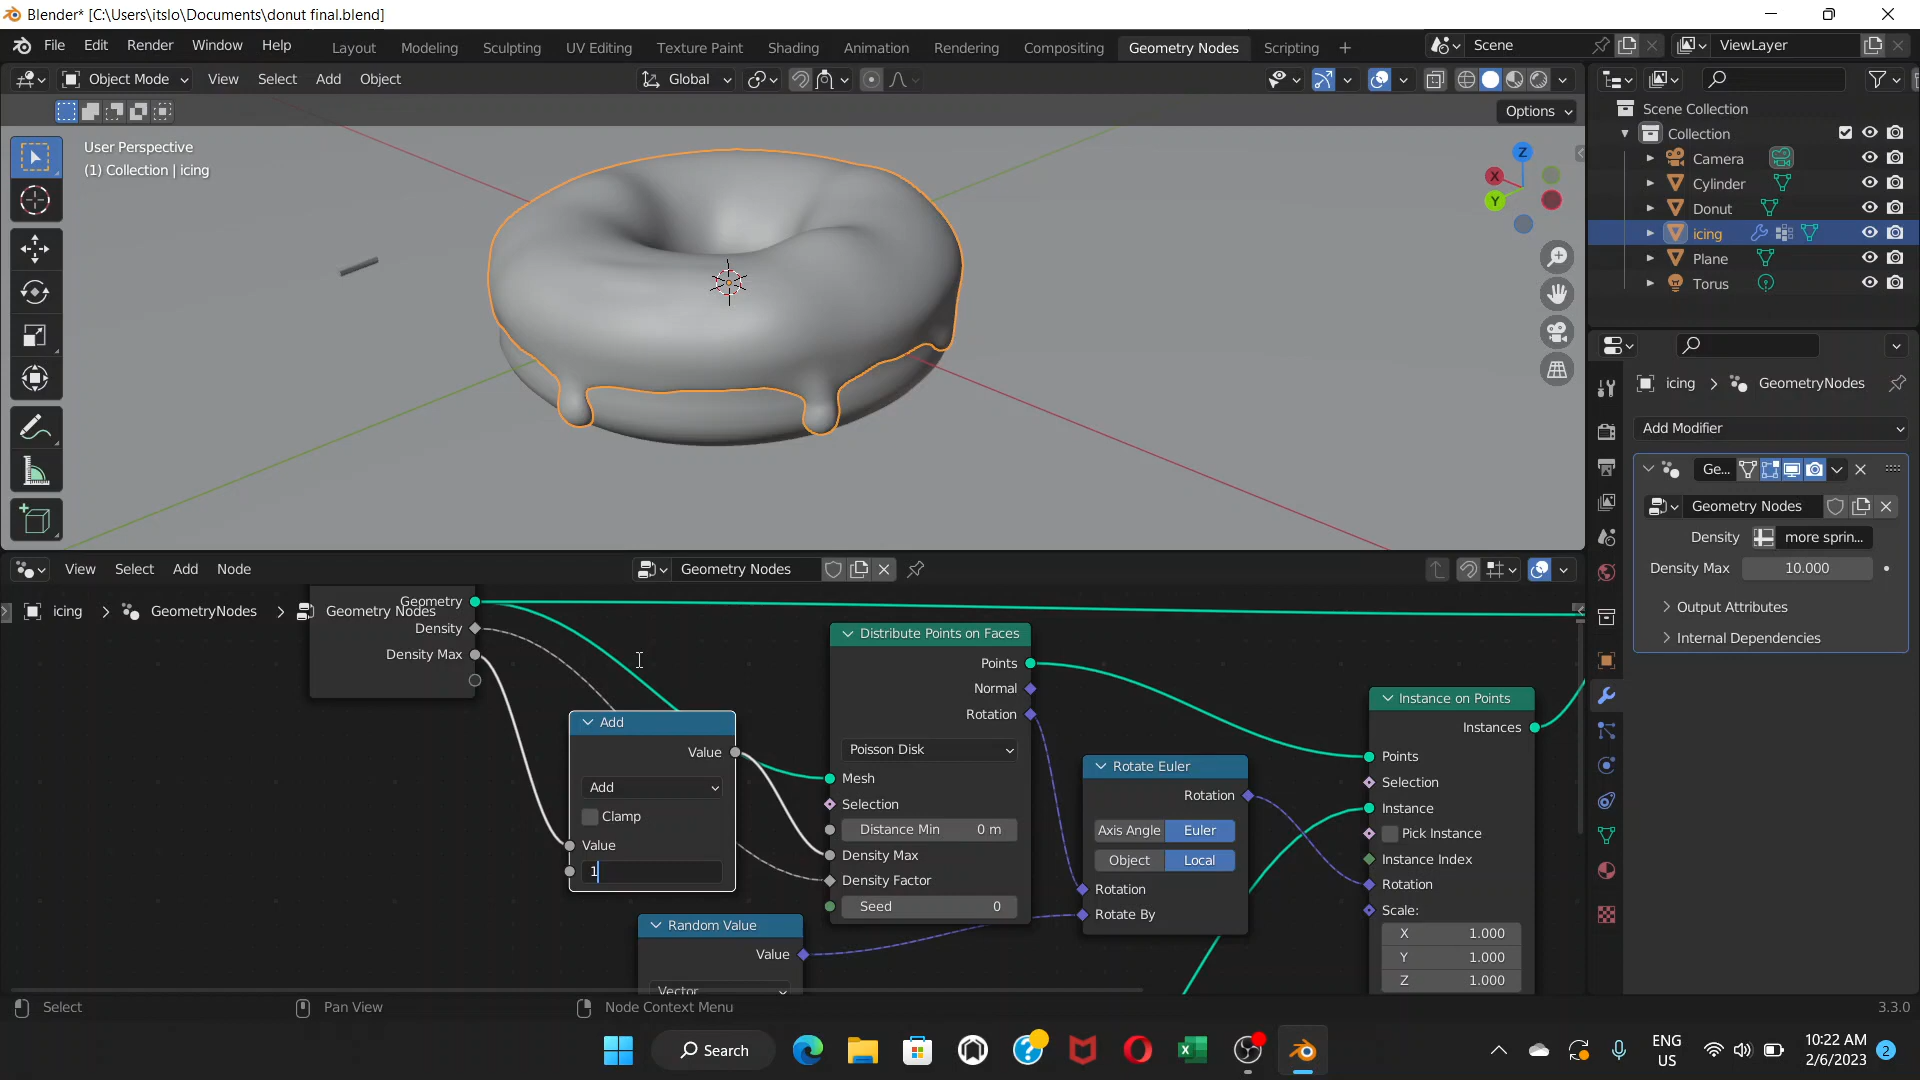 Blender* [C:\Users\itslo\Documents\donut final.blend]
File Edit Render Window Help Layout Modeling Sculpting UV Editing Texture Paint Shading Animation Rendering Compositing Geometry Nodes Scripting + Scene ViewLayer
Object Mode View Select Add Object Global
Options
User Perspective
(1) Collection | icing
Z
X
Y
Scene Collection
Collection
Camera
Cylinder
Donut
icing
Plane
Torus
icing > GeometryNodes
Add Modifier
Ge...
Geometry Nodes
Density more sprin...
Density Max 10.000
Output Attributes
Internal Dependencies
View Select Add Node Geometry Nodes
icing > GeometryNodes > Geometry Nodes
Geometry
Density
Density Max
Add
Value
Add
Clamp
Value
1
Random Value
Value
Vector
Distribute Points on Faces
Points
Normal
Rotation
Poisson Disk
Mesh
Selection
Distance Min 0 m
Density Max
Density Factor
Seed 0
Rotate Euler
Rotation
Axis Angle Euler
Object Local
Rotation
Rotate By
Instance on Points
Instances
Points
Selection
Instance
Pick Instance
Instance Index
Rotation
Scale:
X 1.000
Y 1.000
Z 1.000
Select Pan View Node Context Menu 3.3.0
Search
ENG
US
10:22 AM
2/6/2023
2